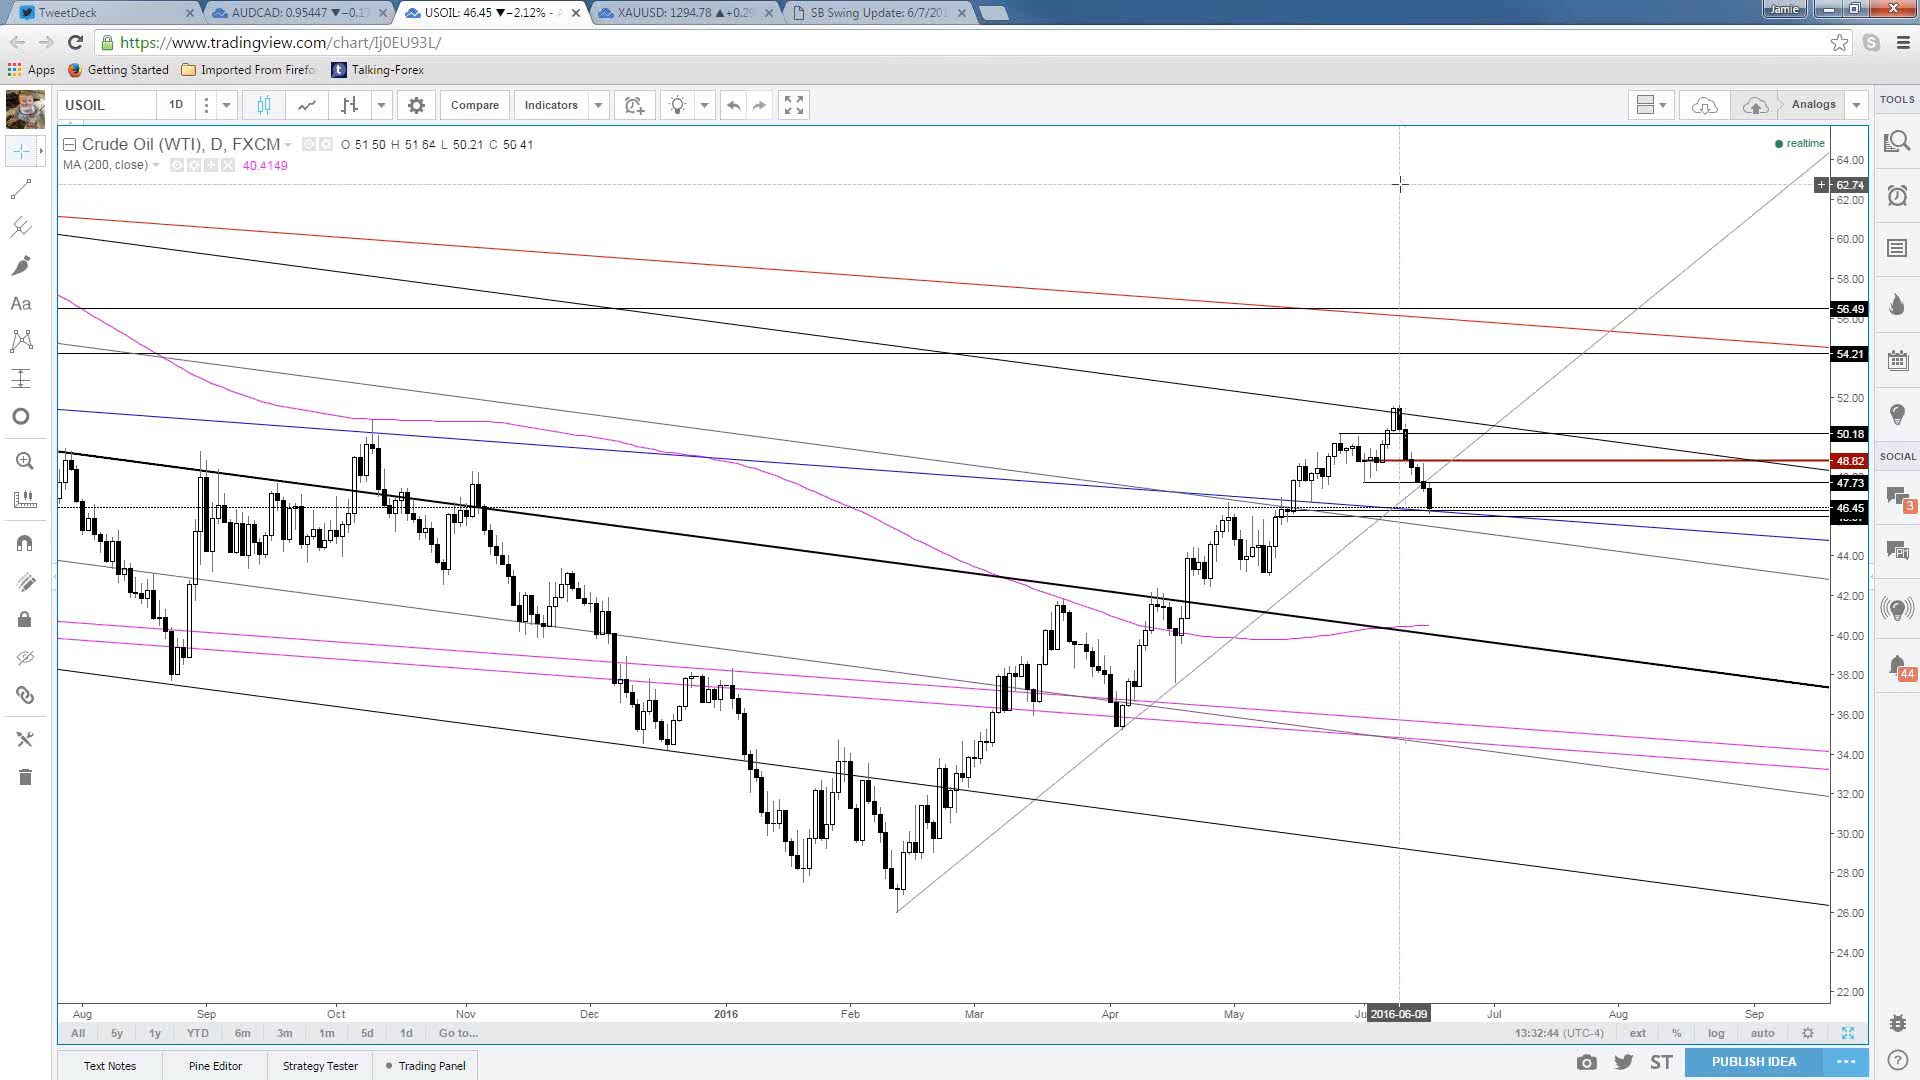 TweetDeck
AUDCAD: 0.95447 ▼−0.1
USOIL: 46.45 ▼−2.12% -
XAUUSD: 1294.78 ▲+0.2
SB Swing Update: 6/7/20
Jamie
https://www.tradingview.com/chart/Ij0EU93L/
Apps Getting Started Imported From Firefo Talking-Forex
USOIL 1D Compare Indicators Analogs TOOLS
Crude Oil (WTI), D, FXCM O 51.50 H 51.64 L 50.21 C 50.41 realtime
MA (200, close) 40.4149
64.00
62.74
62.00
60.00
58.00
56.49
56.00
54.21
52.00
50.18
SOCIAL
48.82
47.73
3
46.45
44.00
42.00
40.00
38.00
44
36.00
34.00
32.00
30.00
28.00
26.00
24.00
22.00
Aug Sep Oct Nov Dec 2016 Feb Mar Apr May 2016-06-09 Jul Aug Sep
All 5y 1y YTD 6m 3m 1m 5d 1d Go to... 13:32:44 (UTC-4) ext % log auto
Text Notes Pine Editor Strategy Tester Trading Panel ST PUBLISH IDEA